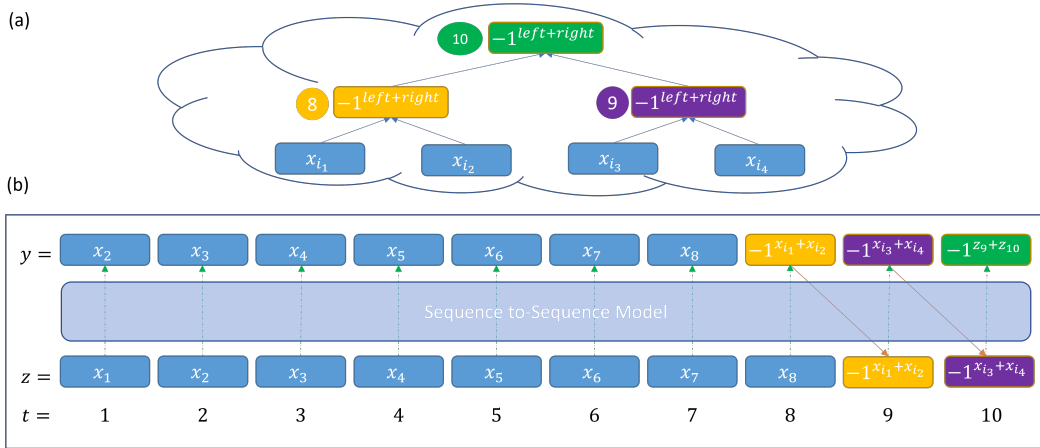 (a)
10 −1^{left+right}
8 −1^{left+right} 9 −1^{left+right}
x_{i_1} x_{i_2} x_{i_3} x_{i_4}
(b)
y = x_2 x_3 x_4 x_5 x_6 x_7 x_8 −1^{x_{i_1}+x_{i_2}} −1^{x_{i_3}+x_{i_4}} −1^{z_9+z_{10}}
Sequence to-Sequence Model
z = x_1 x_2 x_3 x_4 x_5 x_6 x_7 x_8 −1^{x_{i_1}+x_{i_2}} −1^{x_{i_3}+x_{i_4}}
t = 1 2 3 4 5 6 7 8 9 10